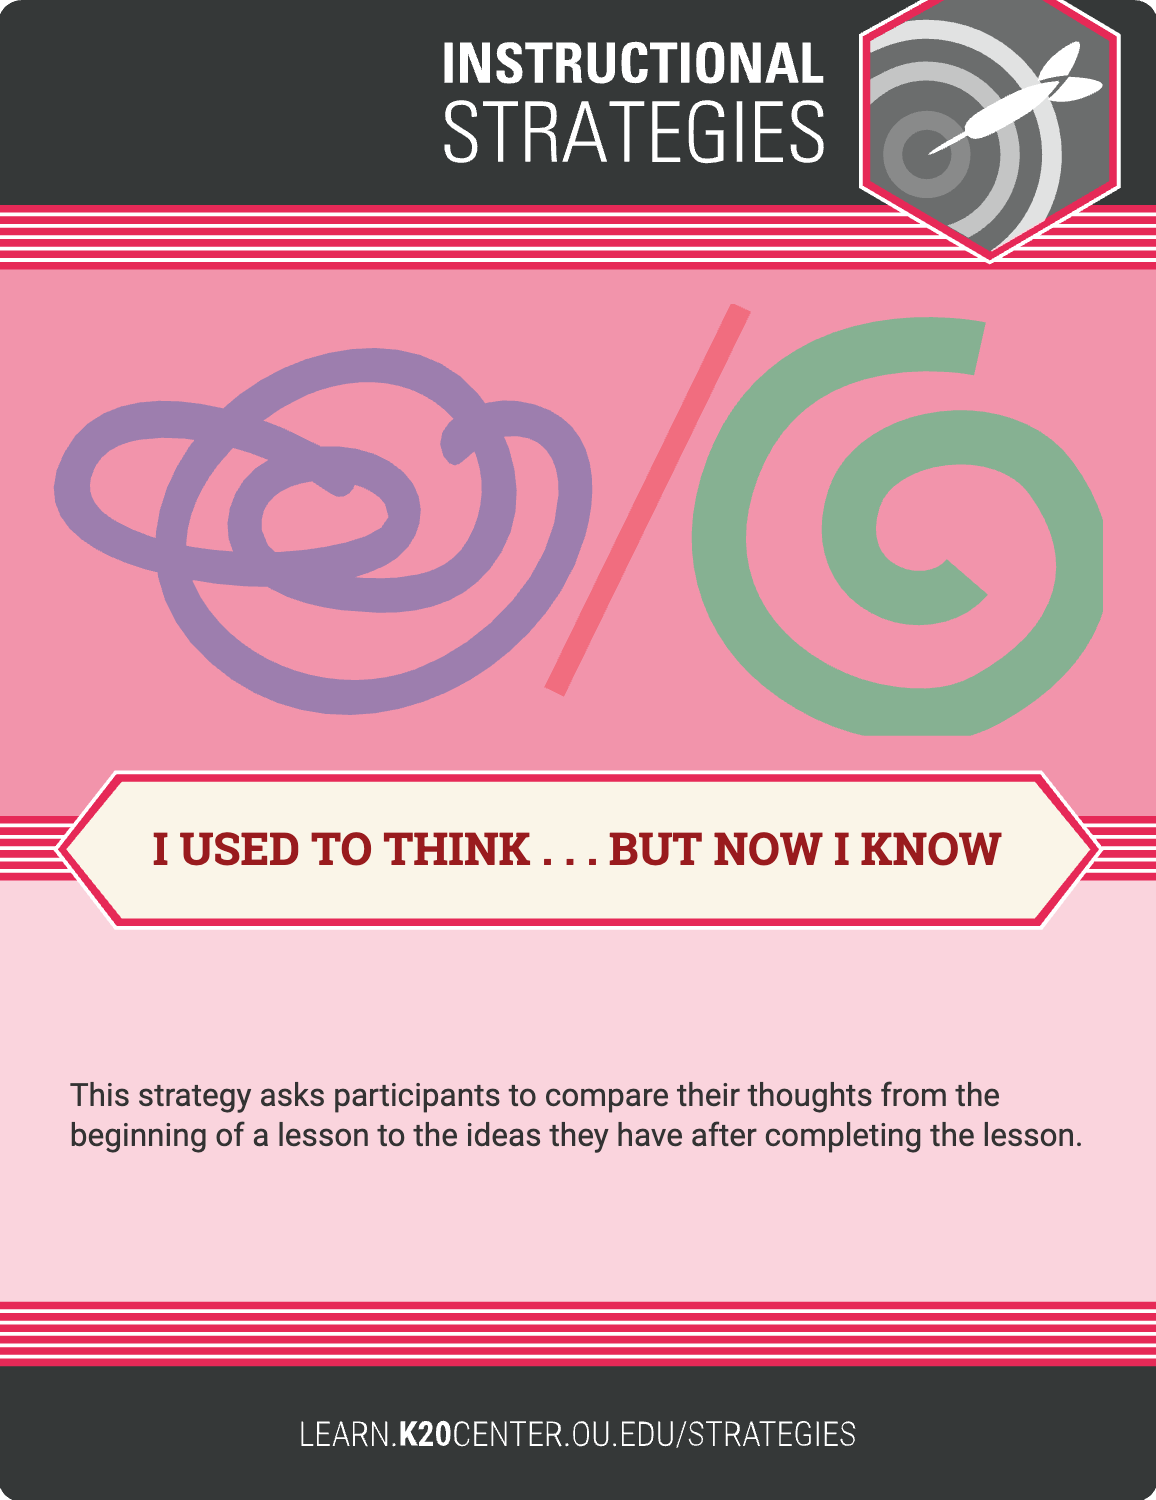 INSTRUCTIONAL
STRATEGIES
I USED TO THINK . . . BUT NOW I KNOW
This strategy asks participants to compare their thoughts from the
beginning of a lesson to the ideas they have after completing the lesson.
LEARN.K20CENTER.OU.EDU/STRATEGIES